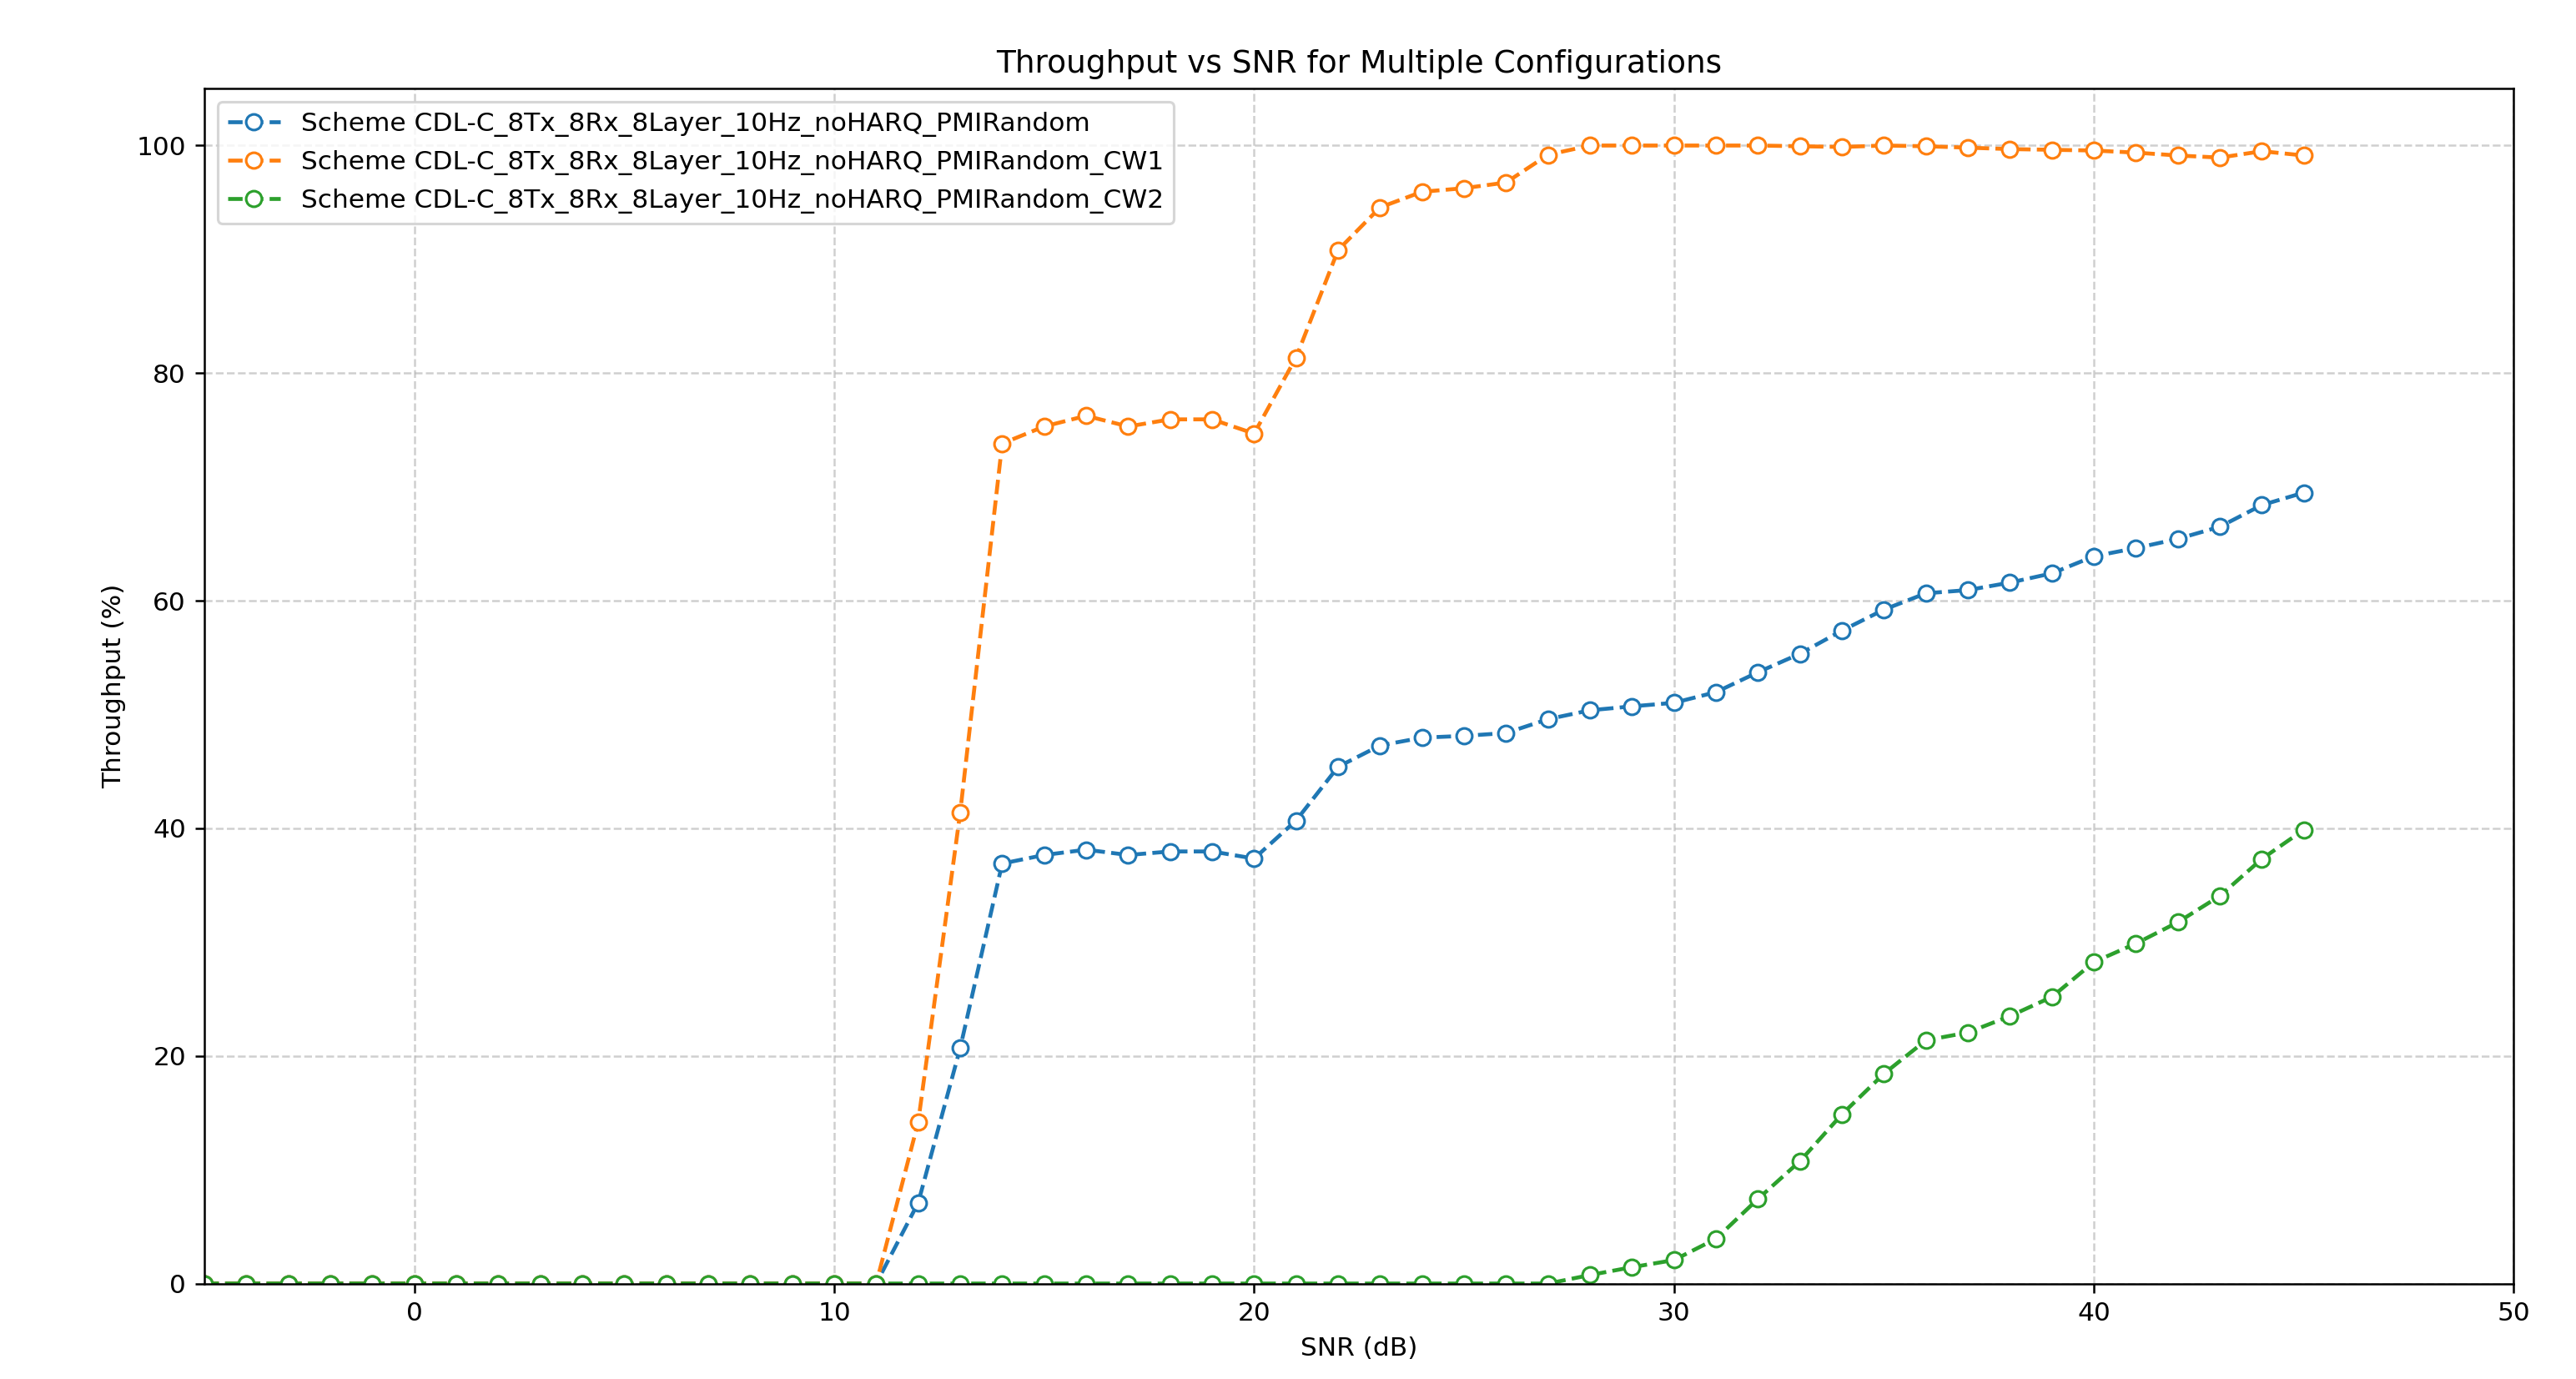 Throughput vs SNR for Multiple Configurations
Scheme CDL-C_8Tx_8Rx_8Layer_10Hz_noHARQ_PMIRandom
Scheme CDL-C_8Tx_8Rx_8Layer_10Hz_noHARQ_PMIRandom_CW1
Scheme CDL-C_8Tx_8Rx_8Layer_10Hz_noHARQ_PMIRandom_CW2
Throughput (%)
100
80
60
40
20
0
0 10 20 30 40 50
SNR (dB)